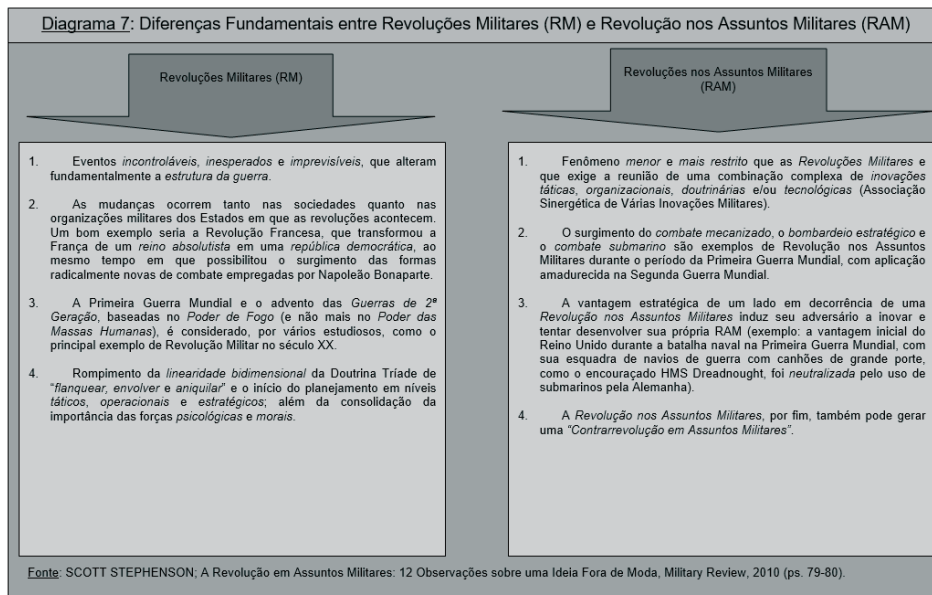 Diagrama 7: Diferenças Fundamentais entre Revoluções Militares (RM) e Revolução nos Assuntos Militares (RAM)
Revoluções Militares (RM)
1. Eventos incontroláveis, inesperados e imprevisíveis, que alteram
fundamentalmente a estrutura da guerra.
2. As mudanças ocorrem tanto nas sociedades quanto nas
organizações militares dos Estados em que as revoluções acontecem.
Um bom exemplo seria a Revolução Francesa, que transformou a
França de um reino absolutista em uma república democrática, ao
mesmo tempo em que possibilitou o surgimento das formas
radicalmente novas de combate empregadas por Napoleão Bonaparte.
3. A Primeira Guerra Mundial e o advento das Guerras de 2ª
Geração, baseadas no Poder de Fogo (e não mais no Poder das
Massas Humanas), é considerado, por vários estudiosos, como o
principal exemplo de Revolução Militar no século XX.
4. Rompimento da linearidade bidimensional da Doutrina Tríade de
“flanquear, envolver e aniquilar” e o início do planejamento em níveis
táticos, operacionais e estratégicos; além da consolidação da
importância das forças psicológicas e morais.
Revoluções nos Assuntos Militares
(RAM)
1. Fenômeno menor e mais restrito que as Revoluções Militares e
que exige a reunião de uma combinação complexa de inovações
táticas, organizacionais, doutrinárias e/ou tecnológicas (Associação
Sinergética de Várias Inovações Militares).
2. O surgimento do combate mecanizado, o bombardeio estratégico e
o combate submarino são exemplos de Revolução nos Assuntos
Militares durante o período da Primeira Guerra Mundial, com aplicação
amadurecida na Segunda Guerra Mundial.
3. A vantagem estratégica de um lado em decorrência de uma
Revolução nos Assuntos Militares induz seu adversário a inovar e
tentar desenvolver sua própria RAM (exemplo: a vantagem inicial do
Reino Unido durante a batalha naval na Primeira Guerra Mundial, com
sua esquadra de navios de guerra com canhões de grande porte,
como o encouraçado HMS Dreadnought, foi neutralizada pelo uso de
submarinos pela Alemanha).
4. A Revolução nos Assuntos Militares, por fim, também pode gerar
uma “Contrarrevolução em Assuntos Militares”.
Fonte: SCOTT STEPHENSON; A Revolução em Assuntos Militares: 12 Observações sobre uma Ideia Fora de Moda, Military Review, 2010 (ps. 79-80).